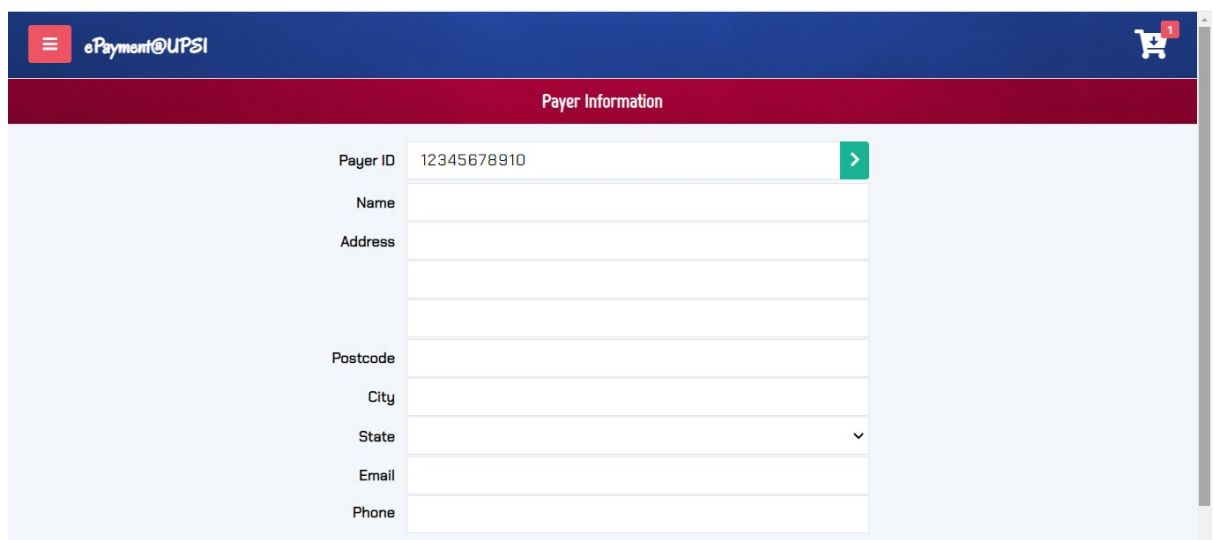 ePayment@UPSI
1
Payer Information
Payer ID 12345678910
Name
Address
Postcode
City
State
Email
Phone